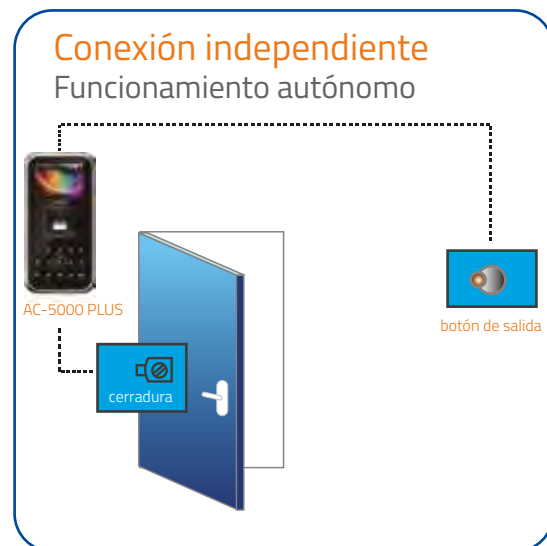 Conexión independiente
Funcionamiento autónomo
AC-5000 PLUS
botón de salida
cerradura